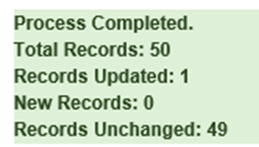 Process Completed.
Total Records: 50
Records Updated: 1
New Records: 0
Records Unchanged: 49